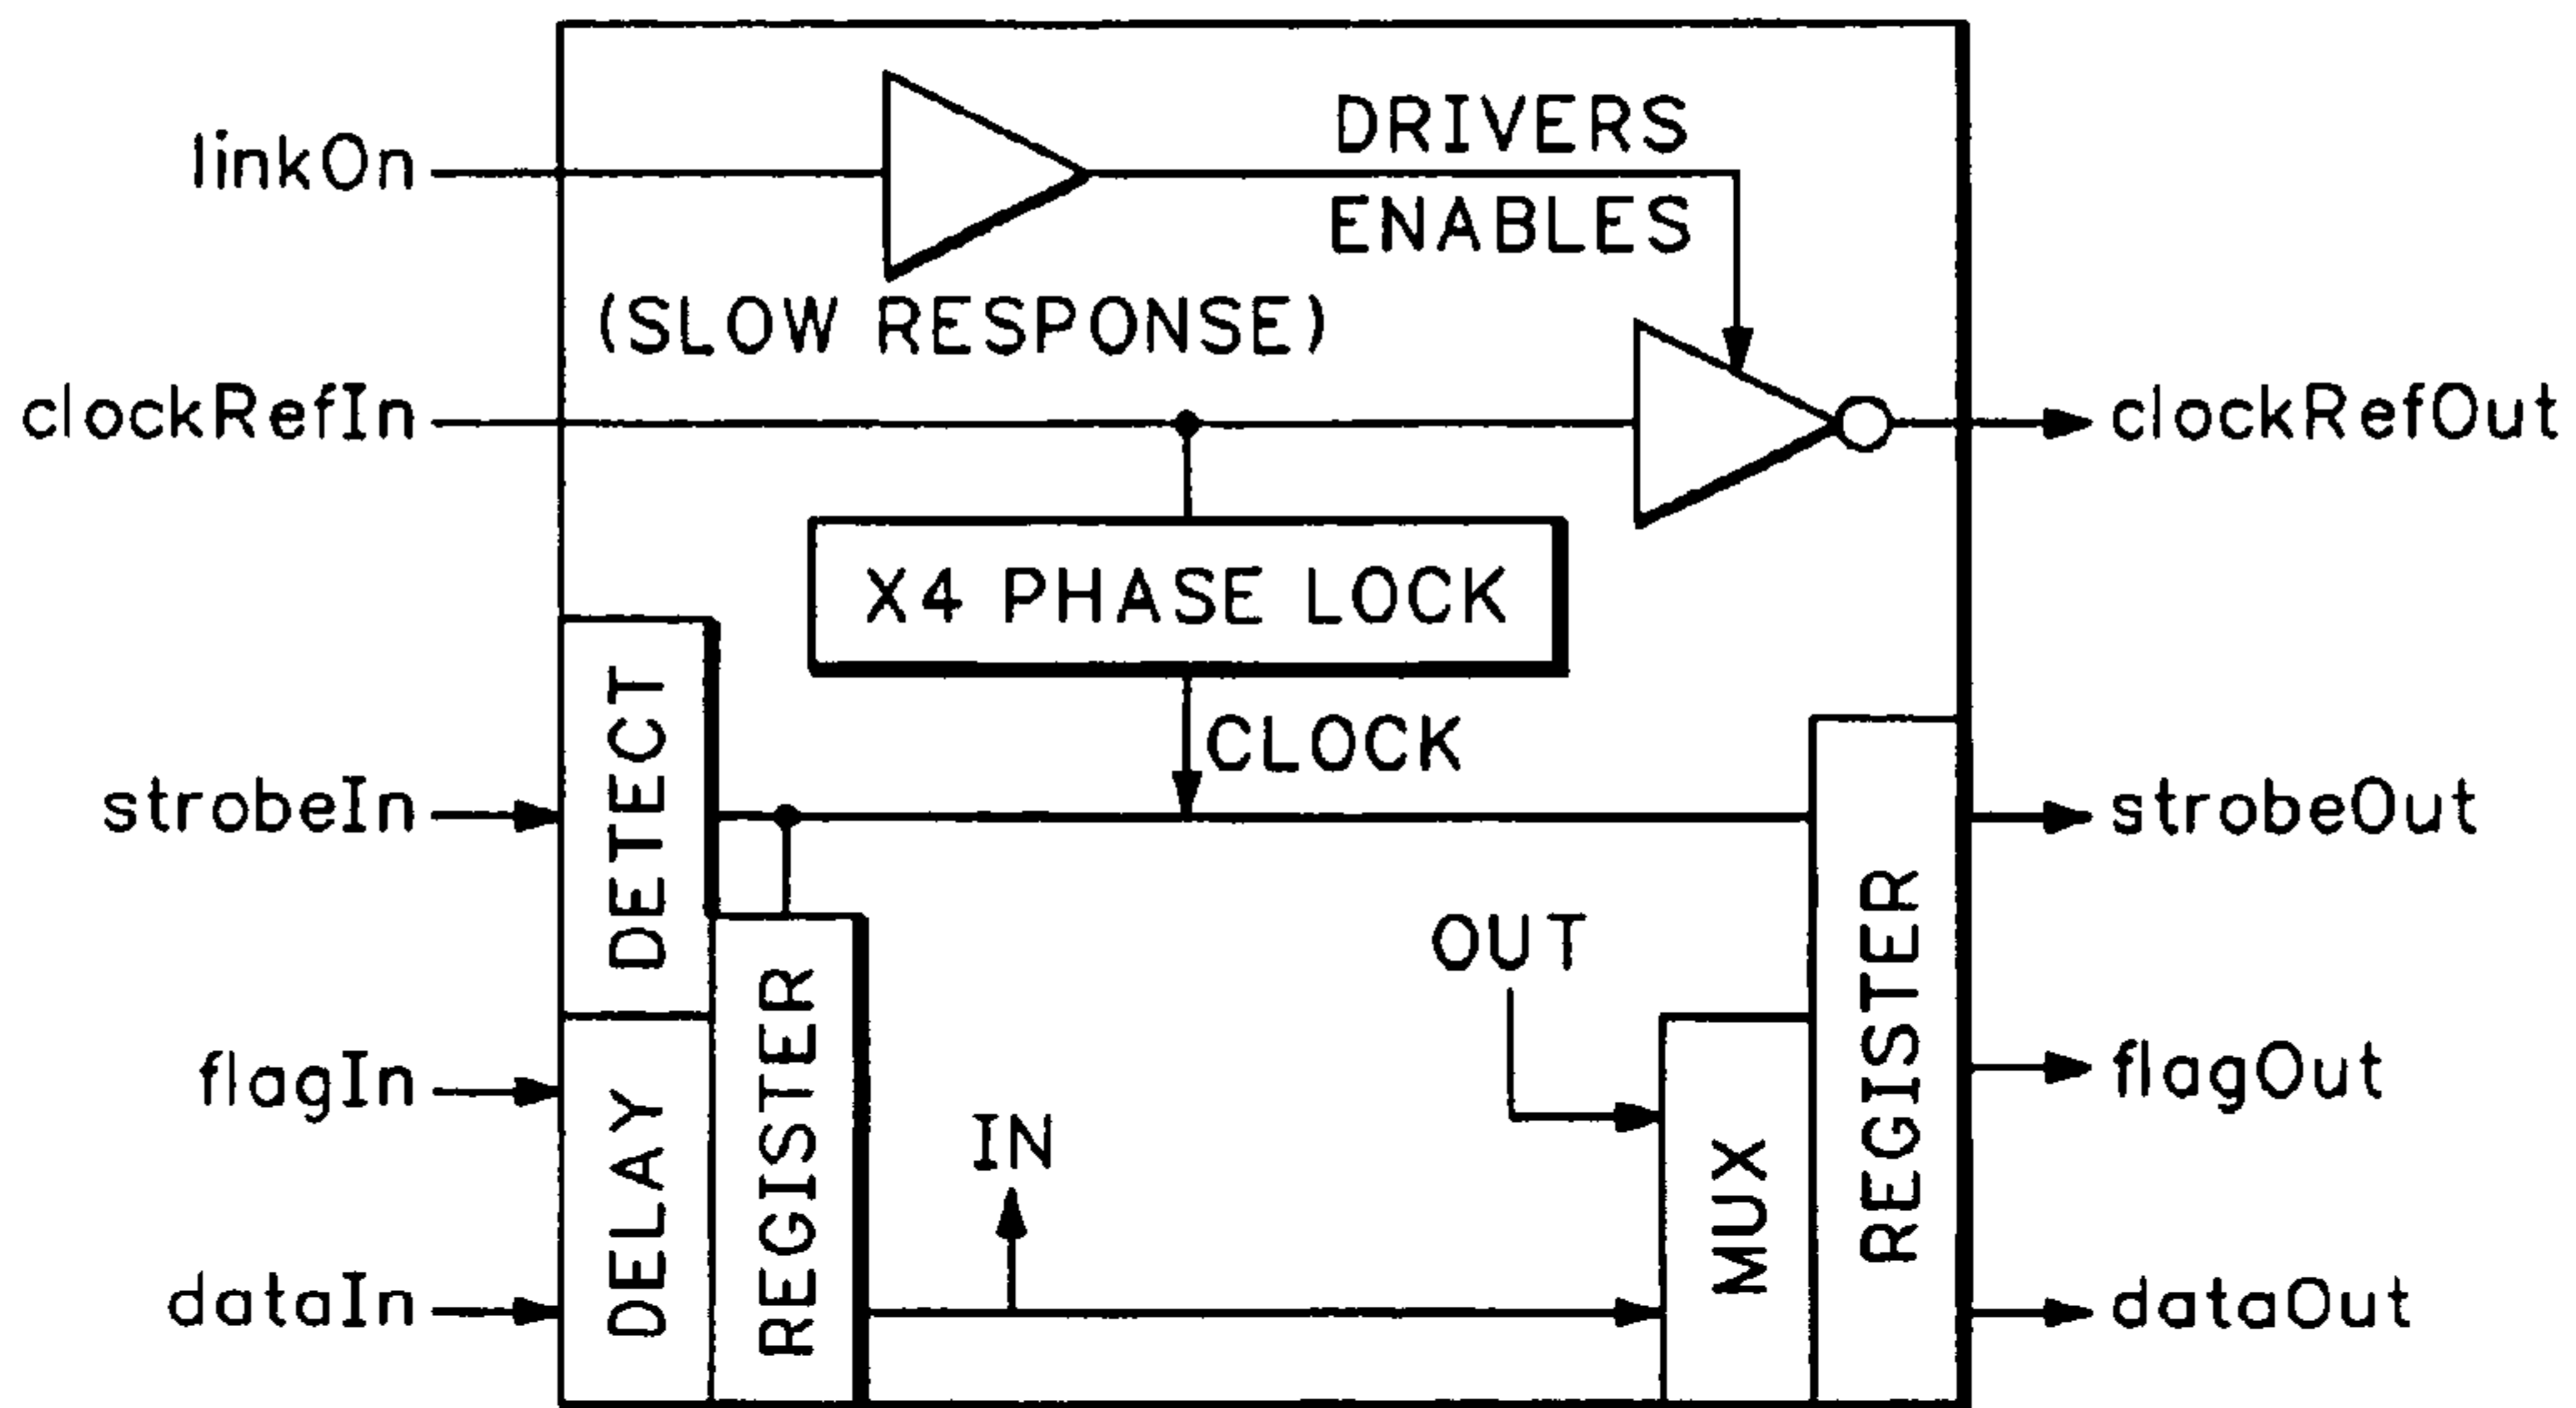 linkOn
DRIVERS
ENABLES
(SLOW RESPONSE)
clockRefIn
clockRefOut
X4 PHASE LOCK
CLOCK
DETECT
strobeIn
strobeOut
REGISTER
OUT
flagIn
flagOut
DELAY
REGISTER
IN
MUX
dataIn
dataOut